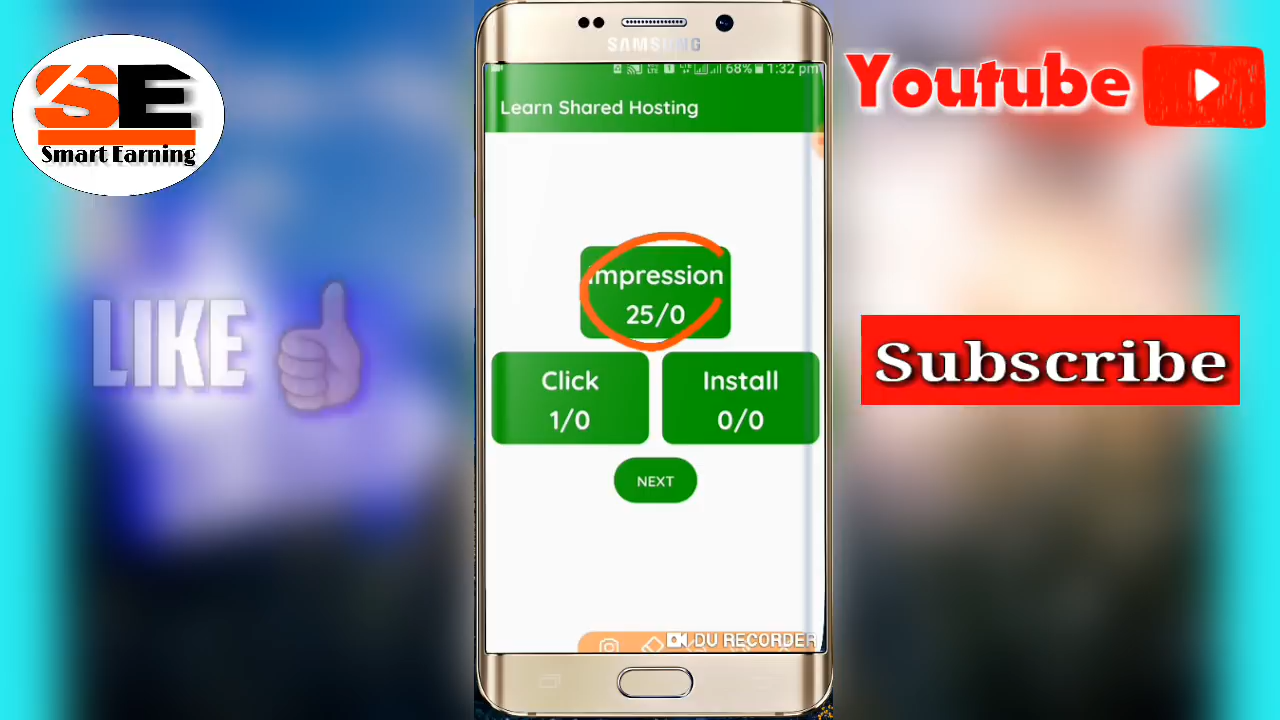 SE
Smart Earning
SAMSUNG
68% 1:32 pm
Youtube
Learn Shared Hosting
Impression
25/0
LIKE
Click
1/0
Install
0/0
Subscribe
NEXT
DU RECORDER